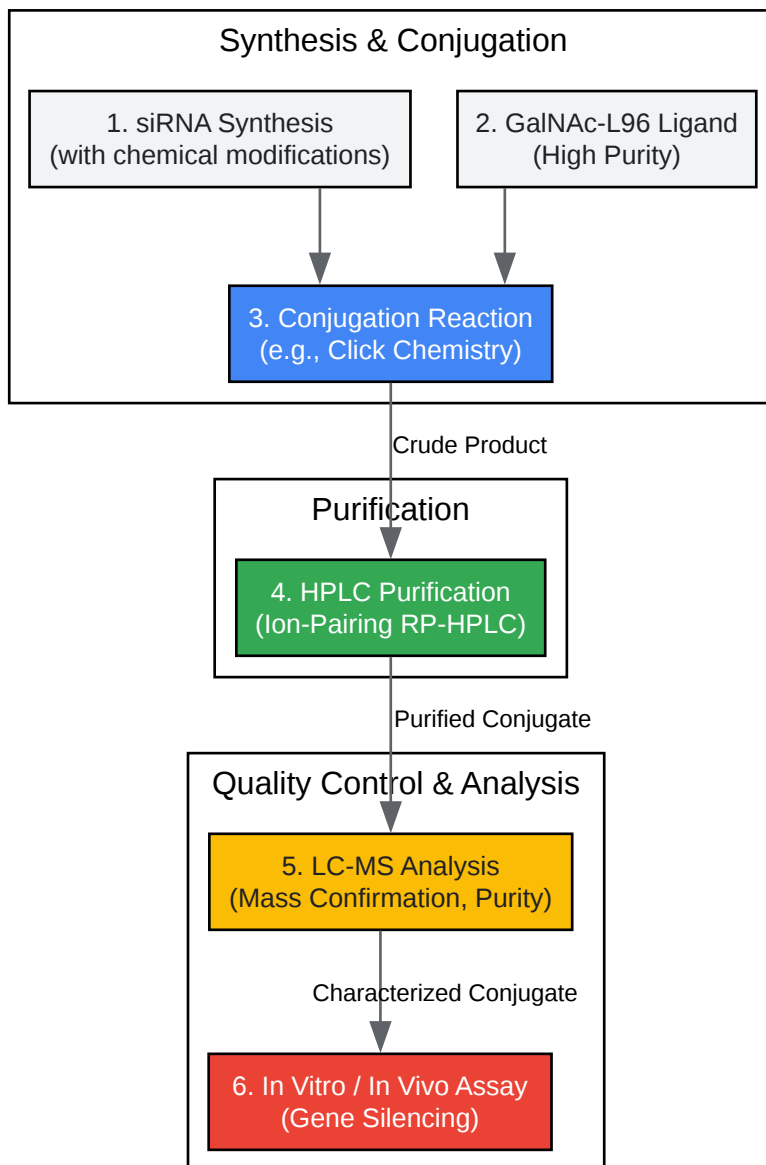 Synthesis & Conjugation
1. siRNA Synthesis
(with chemical modifications)
2. GalNAc-L96 Ligand
(High Purity)
3. Conjugation Reaction
(e.g., Click Chemistry)
Crude Product
Purification
4. HPLC Purification
(Ion-Pairing RP-HPLC)
Purified Conjugate
Quality Control & Analysis
5. LC-MS Analysis
(Mass Confirmation, Purity)
Characterized Conjugate
6. In Vitro / In Vivo Assay
(Gene Silencing)